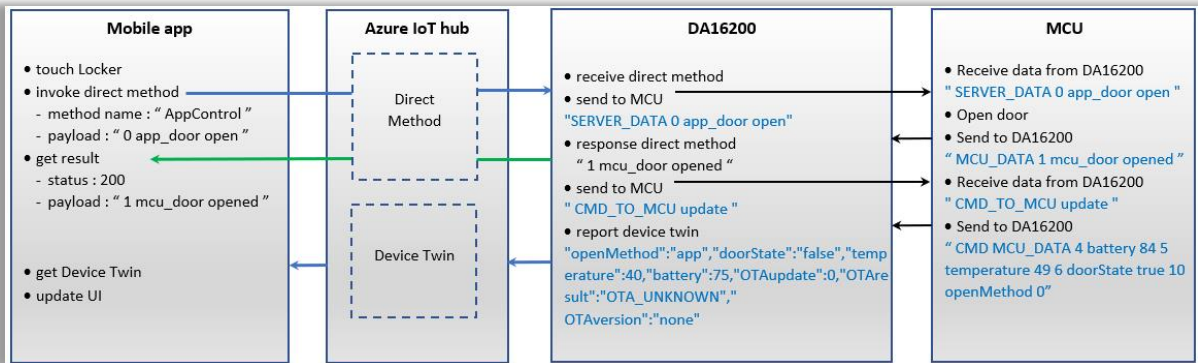 Mobile app
• touch Locker
• invoke direct method
- method name : “ AppControl
- payload : “ 0 app_door open ”
• get result
- status : 200
- payload : “ 1 mcu_door opened ”
• get Device Twin
• update UI
Azure IoT hub
Direct
Method
Device Twin
DA16200
• receive direct method
• send to MCU
"SERVER_DATA 0 app_door open"
• response direct method
“ 1 mcu_door opened “
• send to MCU
" CMD_TO_MCU update "
• report device twin
"openMethod":"app","doorState":"false","temp
erature":40,"battery":75,"OTAupdate":0,"OTAre
sult":"OTA_UNKNOWN","
OTAversion":"none"
MCU
• Receive data from DA16200
" SERVER_DATA 0 app_door open "
• Open door
• Send to DA16200
“ MCU_DATA 1 mcu_door opened ”
• Receive data from DA16200
" CMD_TO_MCU update "
• Send to DA16200
“ CMD MCU_DATA 4 battery 84 5
temperature 49 6 doorState true 10
openMethod 0”